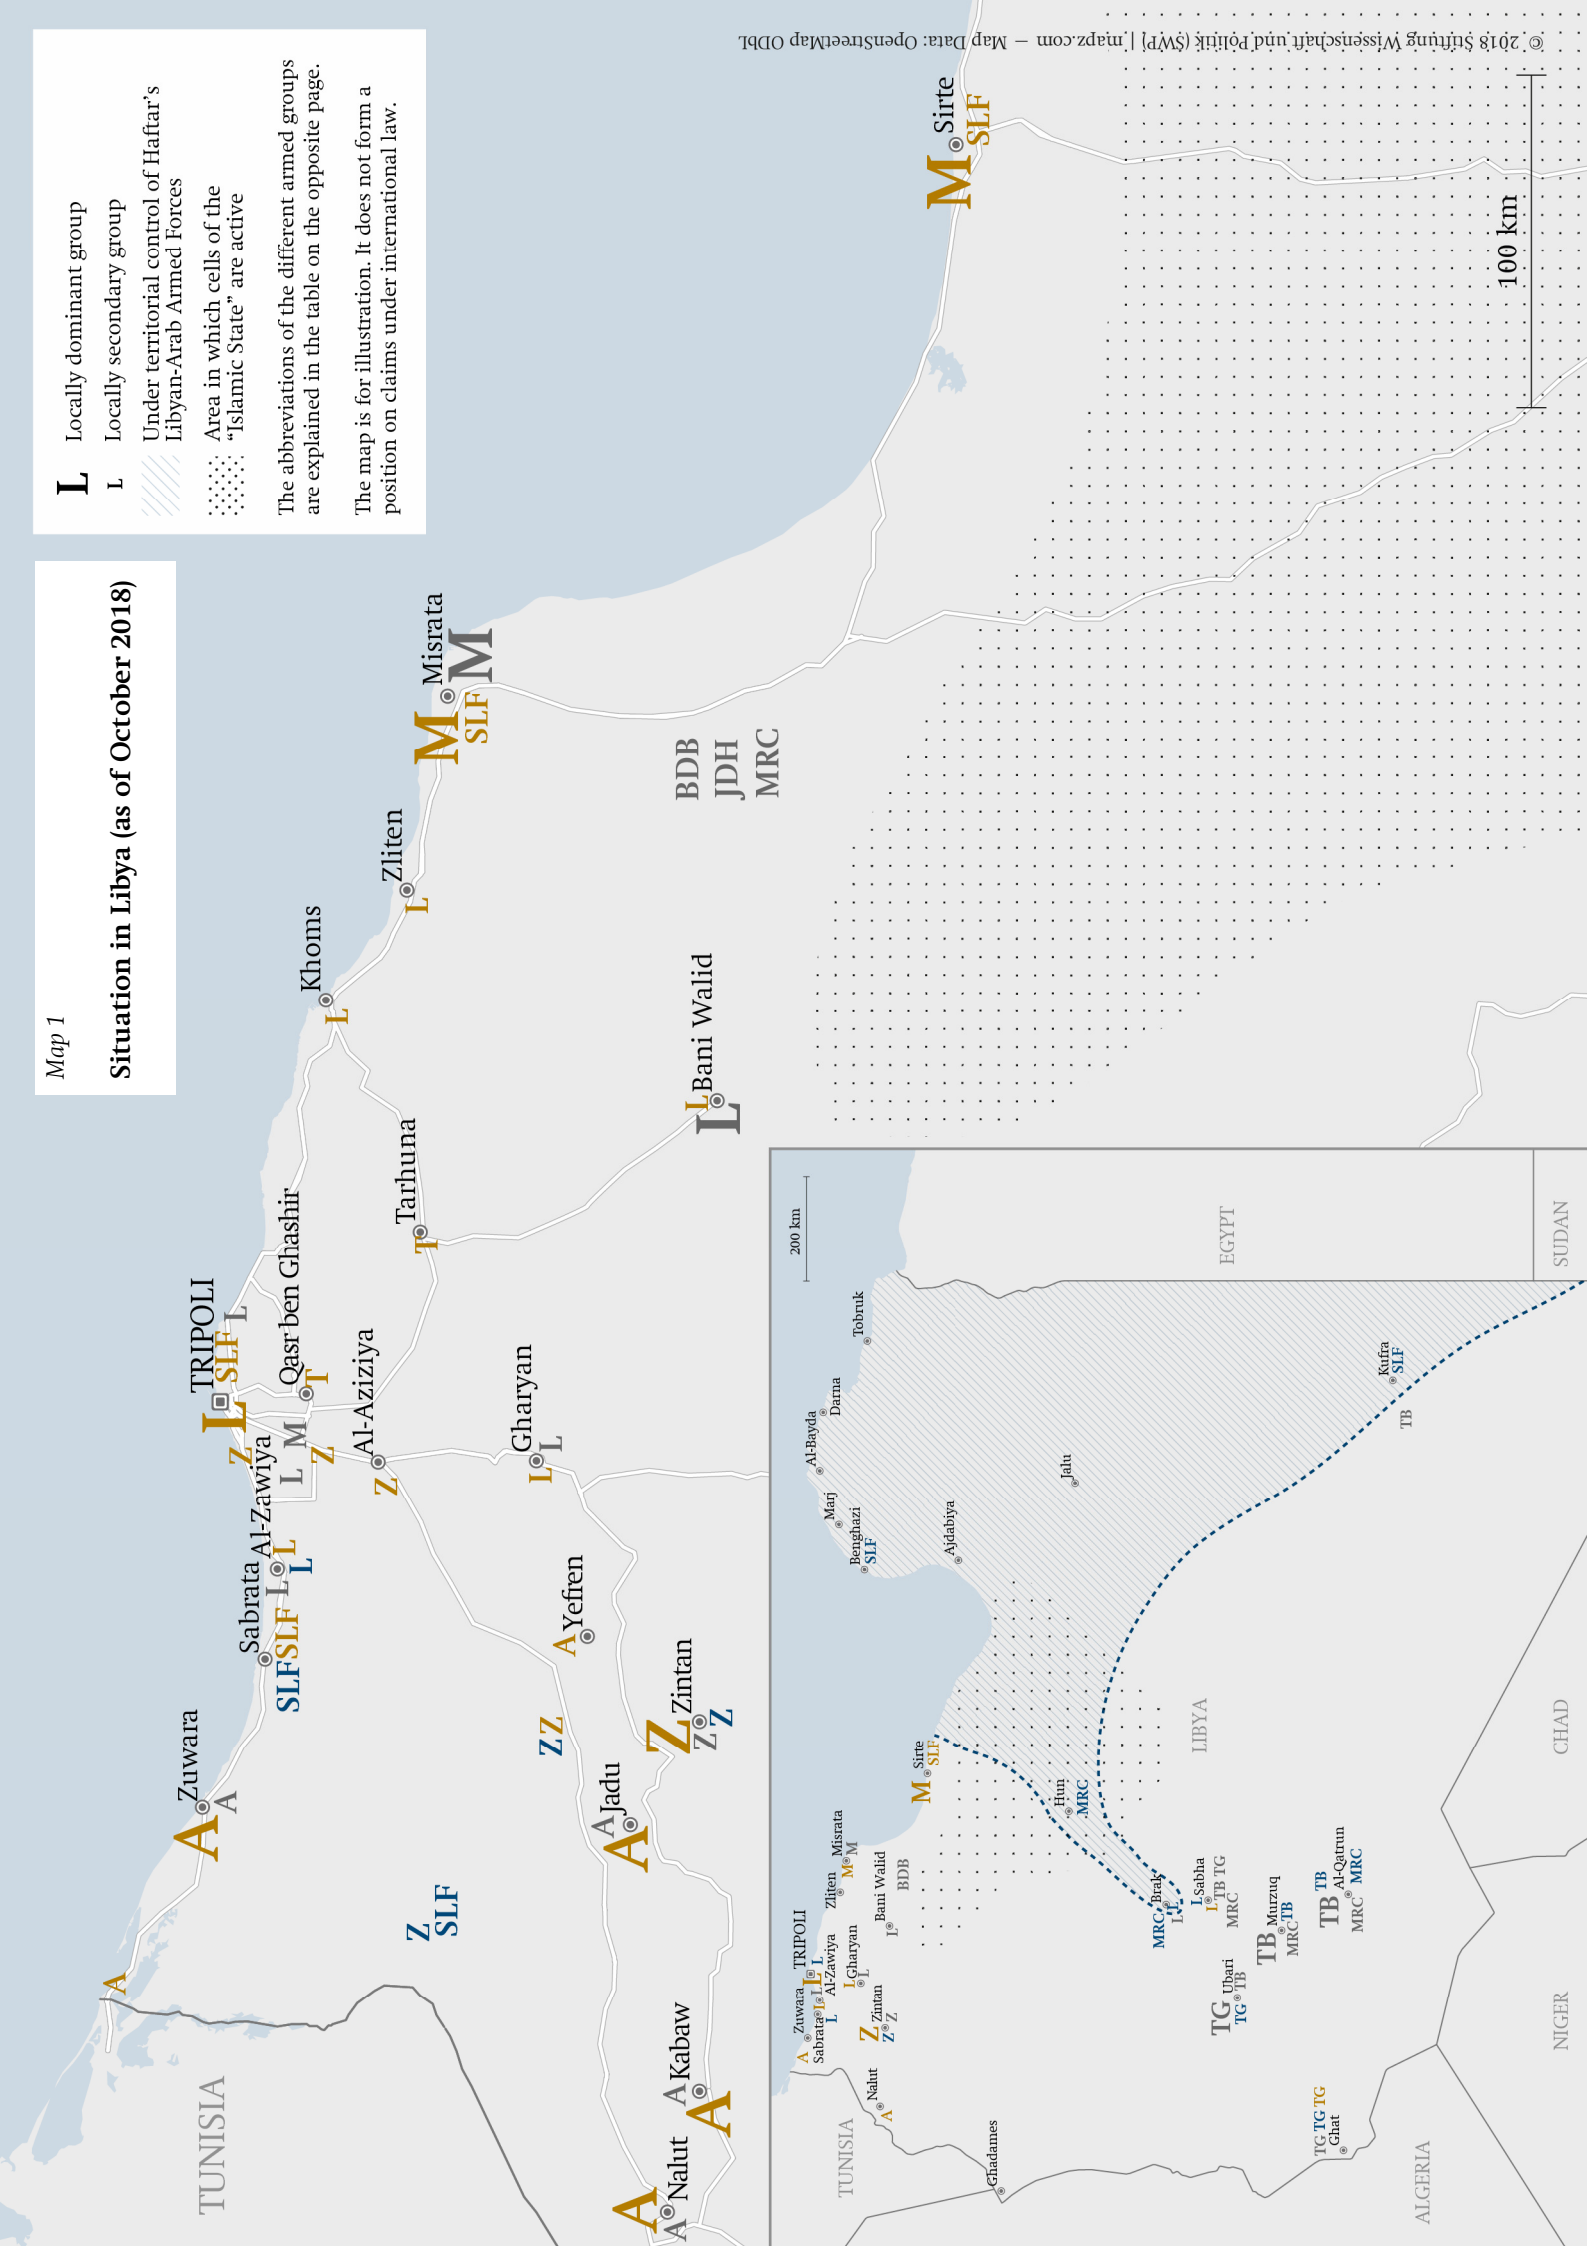 Map 1
Situation in Libya (as of October 2018)
L Locally dominant group
L Locally secondary group
Under territorial control of Haftar’s
Libyan-Arab Armed Forces
Area in which cells of the
“Islamic State” are active
The abbreviations of the different armed groups
are explained in the table on the opposite page.
The map is for illustration. It does not form a
position on claims under international law.
TUNISIA
A
Zuwara
A
A
Sabrata
SLF SLF
Al-Zawiya
L
L
L
TRIPOLI
L
SLF
L
Z
L M
Z
Qasr ben Ghashir
T
Al-Aziziya
Z
Tarhuna
T
Khoms
L
Zliten
L
Misrata
M
M
SLF
BDB
JDH
MRC
Sirte
M
SLF
Bani Walid
L
L
Gharyan
L
L
Yefren
A
Z Z
Z
SLF
Zintan
Z
Z
Z
Jadu
A
A
Kabaw
A
A
Nalut
A
A
100 km
© 2018 Stiftung Wissenschaft und Politik (SWP) | mapz.com — Map Data: OpenStreetMap ODbL
200 km
TUNISIA
Zuwara
A
Sabrata
L
L
TRIPOLI
L
L
L
Al-Zawiya
Zliten
Misrata
M
M
Nalut
A
Zintan
Z
Z
Z
Gharyan
L
L
Bani Walid
L
BDB
Sirte
M
SLF
Benghazi
SLF
Marj
Al-Bayda
Darna
Tobruk
Ajdabiya
Jalu
Ghadames
Hun
MRC
Brak
MRC
L
L
Sabha
L
L
TB TG
MRC
Ubari
TG
TG
TB
Murzuq
TB
TB
MRC
Al-Qatrun
TB
TB
MRC
MRC
TG TG TG
Ghat
Kufra
SLF
TB
LIBYA
EGYPT
SUDAN
CHAD
NIGER
ALGERIA